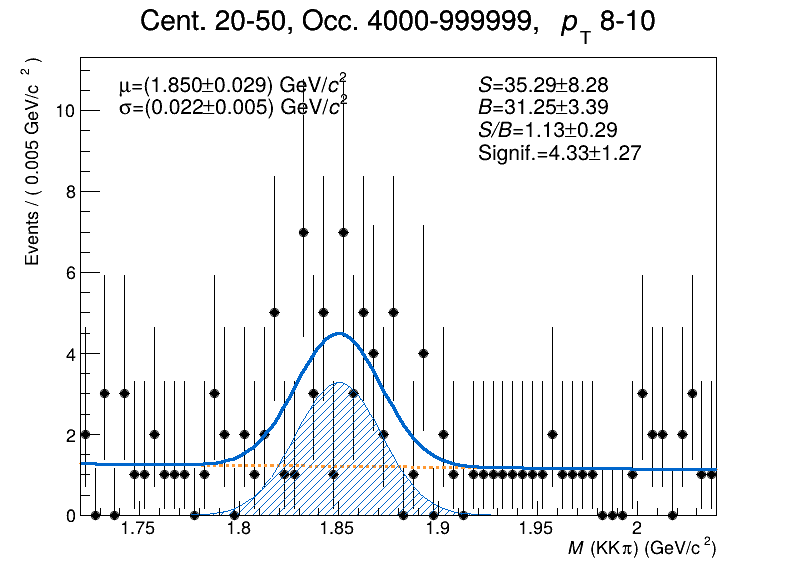 Cent. 20-50, Occ. 4000-999999, pT 8-10
μ=(1.850±0.029) GeV/c²
σ=(0.022±0.005) GeV/c²
S=35.29±8.28
B=31.25±3.39
S/B=1.13±0.29
Signif.=4.33±1.27
Events / ( 0.005 GeV/c² )
10
8
6
4
2
0
1.75 1.8 1.85 1.9 1.95 2
M (KKπ) (GeV/c²)